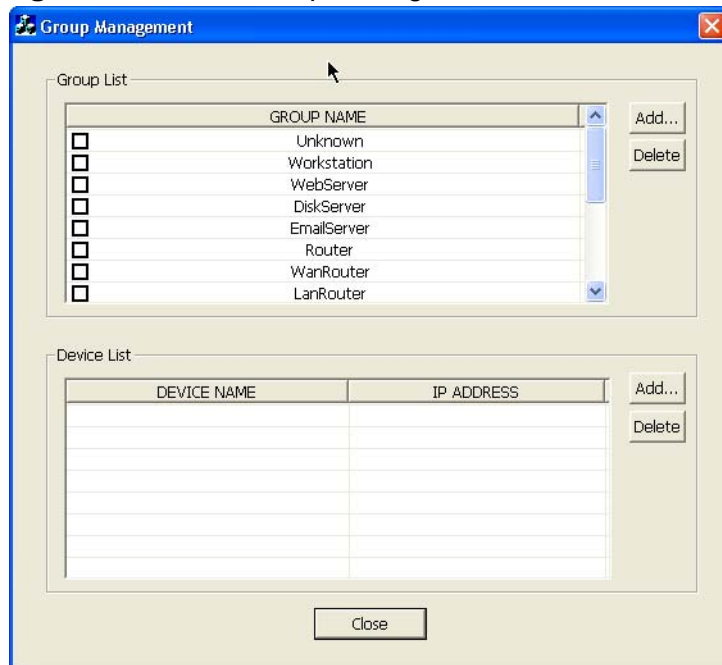 Group Management
Group List
GROUP NAME
Add...
Unknown
Delete
Workstation
WebServer
DiskServer
EmailServer
Router
WanRouter
LanRouter
Device List
DEVICE NAME IP ADDRESS
Add...
Delete
Close